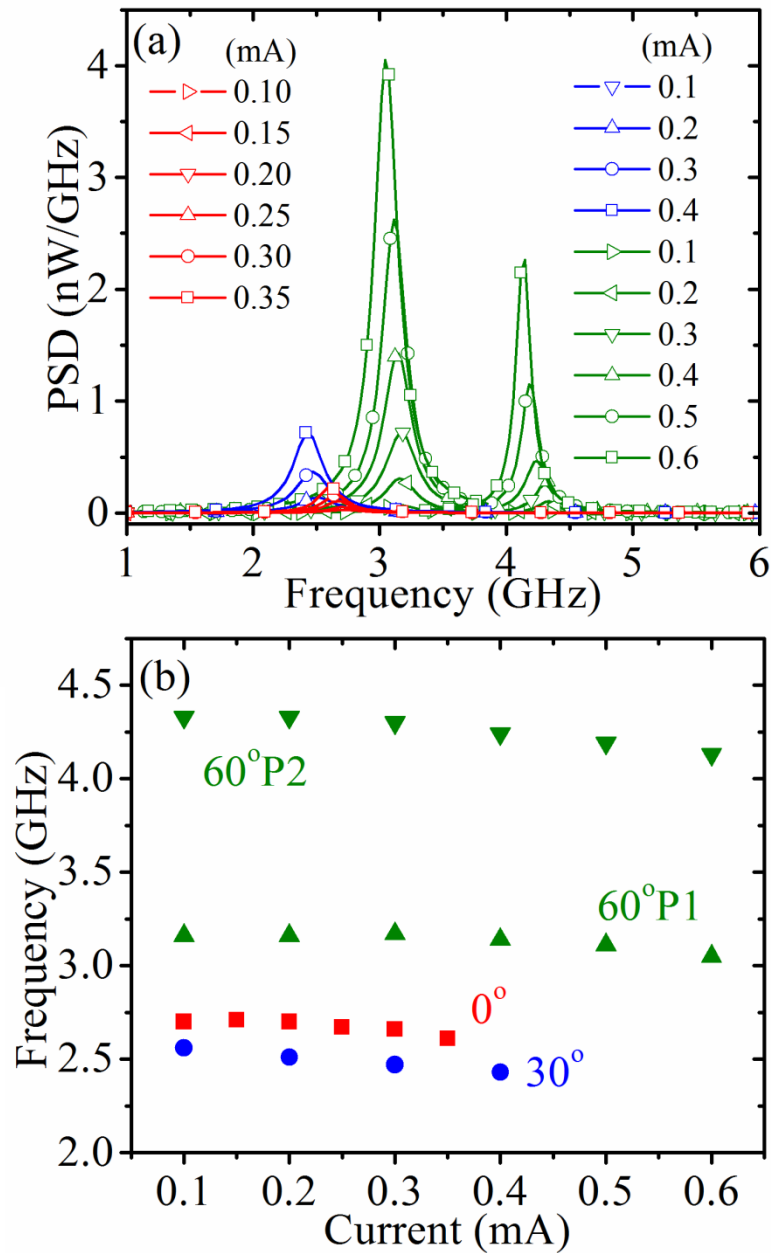 (a)
(mA)
0.10
0.15
0.20
0.25
0.30
0.35
(mA)
0.1
0.2
0.3
0.4
0.1
0.2
0.3
0.4
0.5
0.6
PSD (nW/GHz)
4
3
2
1
0
1 2 3 4 5 6
Frequency (GHz)
(b)
Frequency (GHz)
4.5
4.0
3.5
3.0
2.5
2.0
60°P2
60°P1
0°
30°
0.1 0.2 0.3 0.4 0.5 0.6
Current (mA)